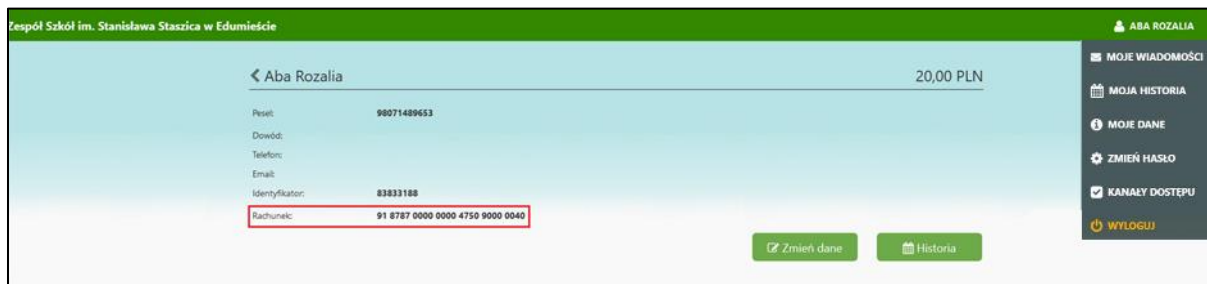 Zespół Szkół im. Stanisława Staszica w Edumieście
ABA ROZALIA
MOJE WIADOMOŚCI
MOJA HISTORIA
MOJE DANE
ZMIEŃ HASŁO
KANAŁY DOSTĘPU
WYLOGUJ
Aba Rozalia 20,00 PLN
Pesel: 98071489653
Dowód:
Telefon:
Email:
Identyfikator: 83833188
Rachunek: 91 8787 0000 0000 4750 9000 0040
Zmień dane Historia